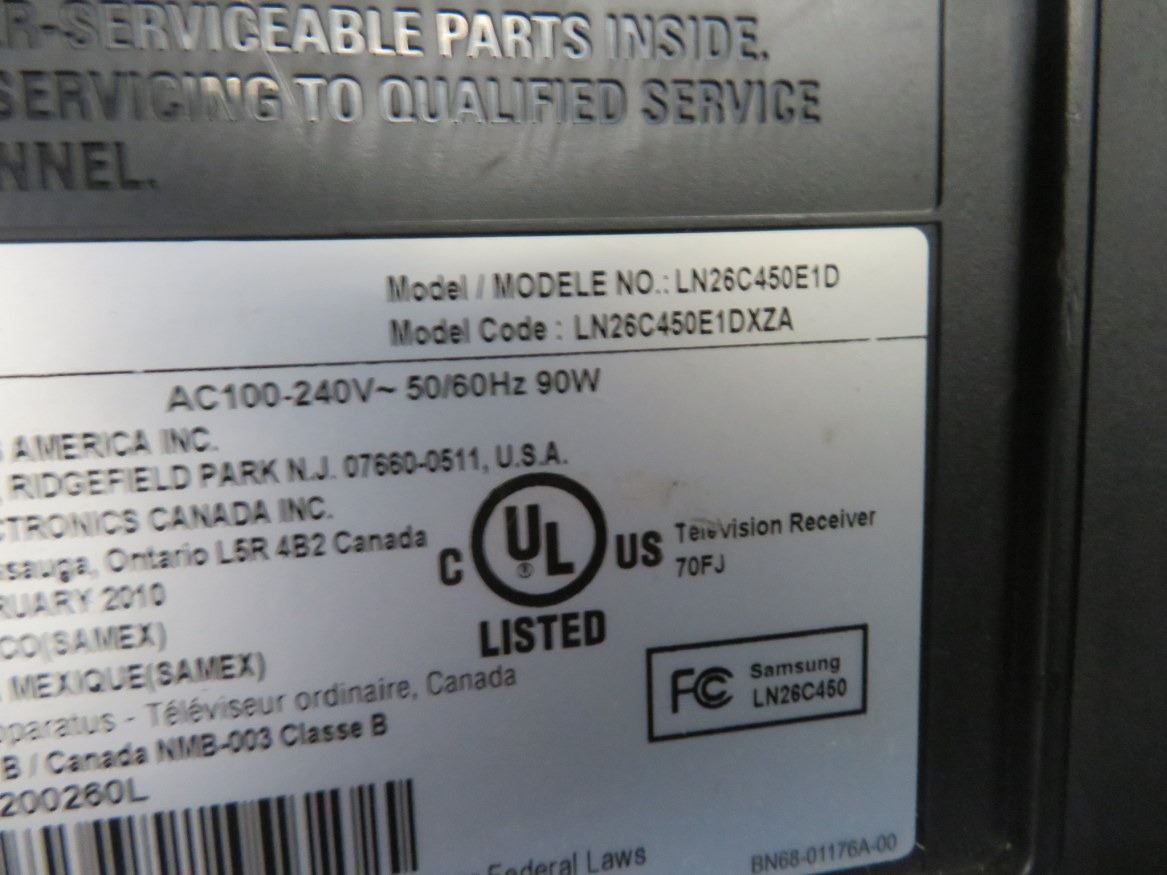 R-SERVICEABLE PARTS INSIDE.
SERVICING TO QUALIFIED SERVICE
NNEL.
Model / MODELE NO.: LN26C450E1D
Model Code : LN26C450E1DXZA
AC100-240V~ 50/60Hz 90W
S AMERICA INC.
, RIDGEFIELD PARK N.J. 07660-0511, U.S.A.
CTRONICS CANADA INC.
ssauga, Ontario L5R 4B2 Canada
RUARY 2010
CO(SAMEX)
MEXIQUE(SAMEX)
pparatus - Téléviseur ordinaire, Canada
B / Canada NMB-003 Classe B
200260L
C UL ® US
LISTED
Television Receiver
70FJ
FC Samsung
LN26C450
Federal Laws
BN68-01176A-00